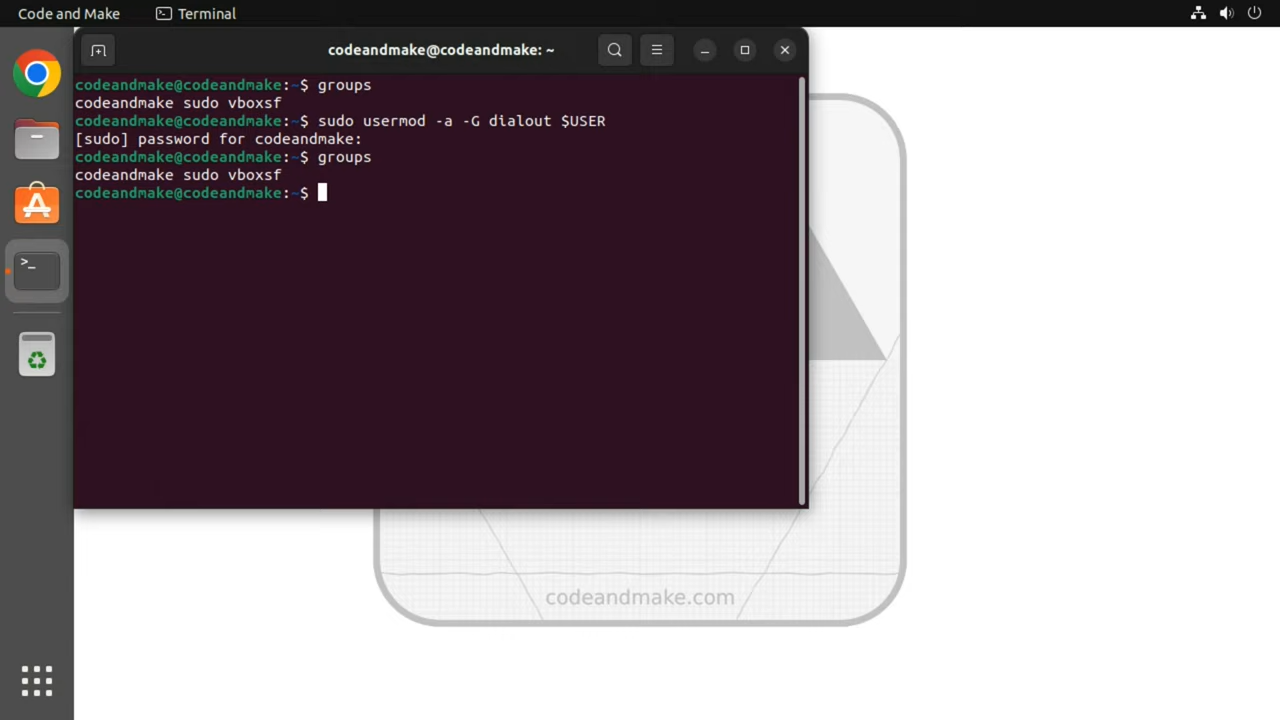 Code and Make Terminal
codeandmake@codeandmake: ~
codeandmake@codeandmake:~$ groups
codeandmake sudo vboxsf
codeandmake@codeandmake:~$ sudo usermod -a -G dialout $USER
[sudo] password for codeandmake:
codeandmake@codeandmake:~$ groups
codeandmake sudo vboxsf
codeandmake@codeandmake:~$
codeandmake.com